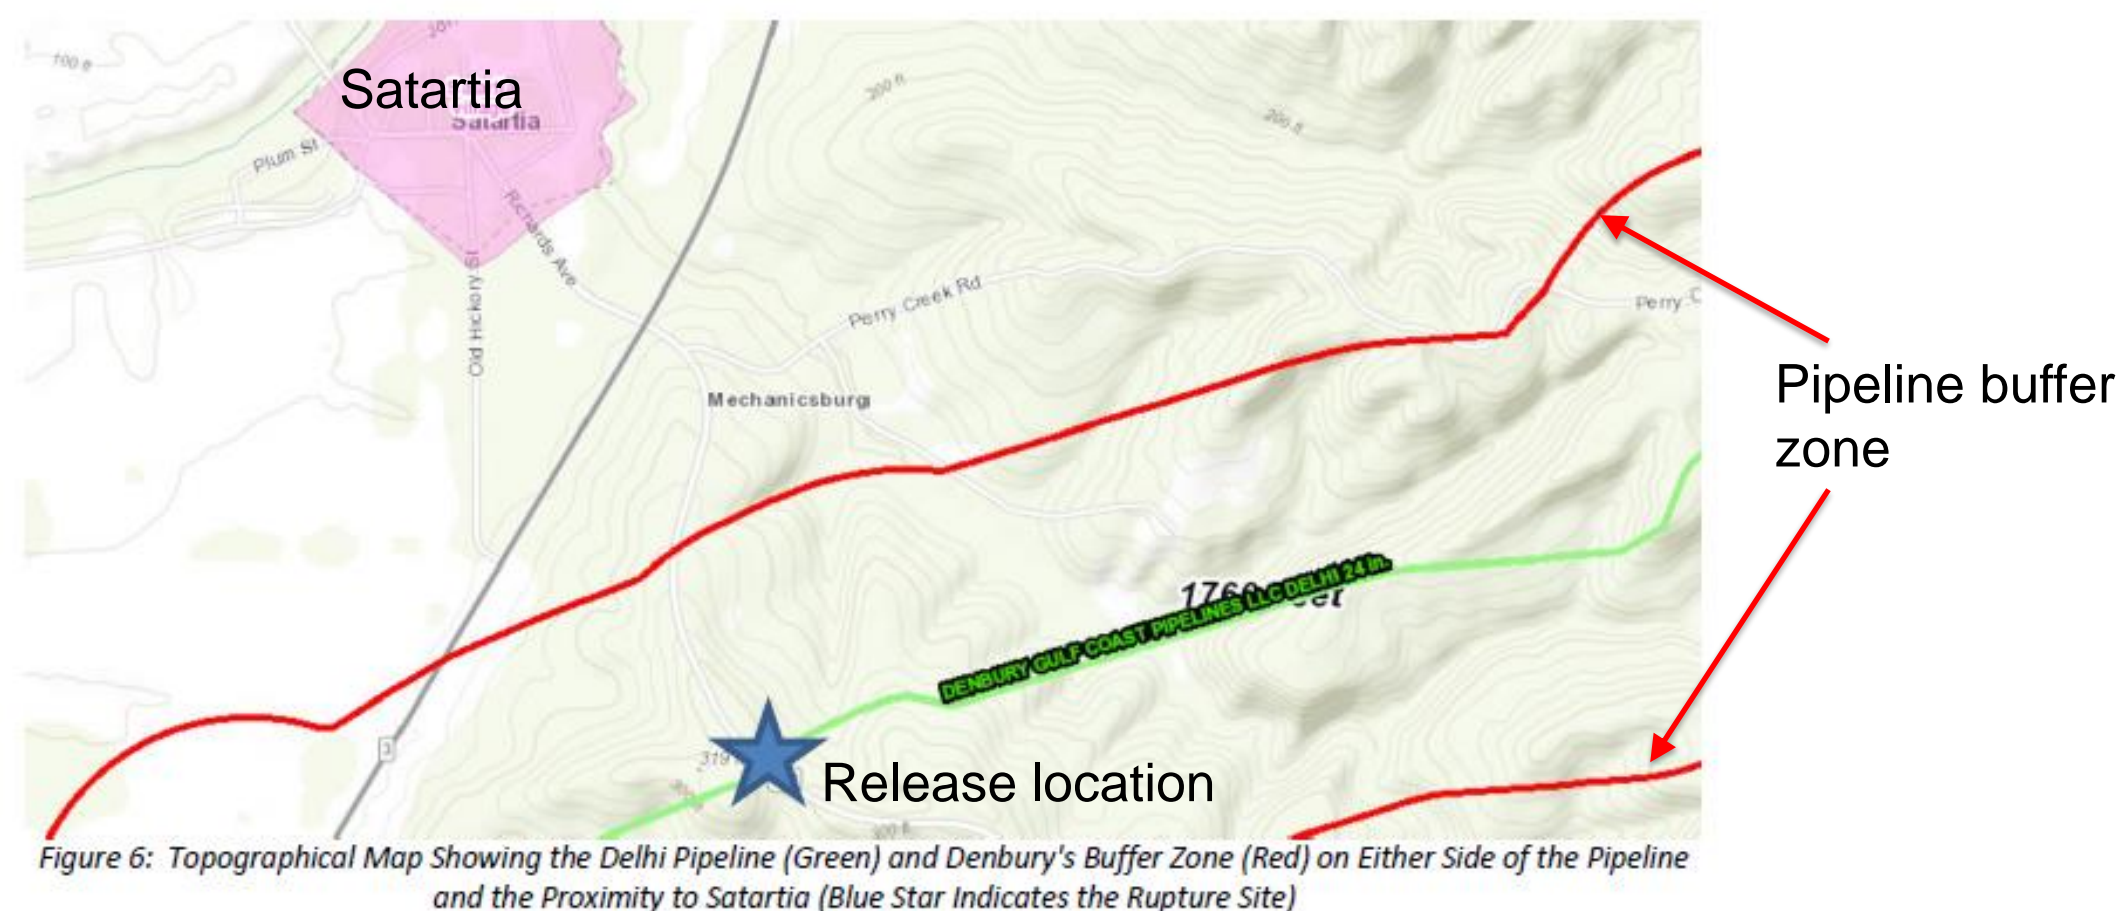 100 ft
Satartia
Satartia
Plum St
Richards Ave
Old Hickory St
200 ft
200 ft
Perry Creek Rd
Perry C
Mechanicsburg
Pipeline buffer
zone
DENBURY GULF COAST PIPELINES LLC DELHI 24 in.
3
319
Release location
300 ft
Figure 6: Topographical Map Showing the Delhi Pipeline (Green) and Denbury's Buffer Zone (Red) on Either Side of the Pipeline
and the Proximity to Satartia (Blue Star Indicates the Rupture Site)